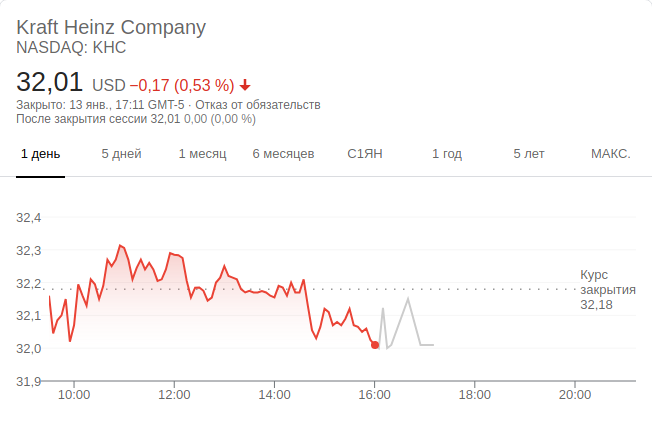 Kraft Heinz Company
NASDAQ: KHC
32,01 USD −0,17 (0,53 %)
Закрыто: 13 янв., 17:11 GMT-5 · Отказ от обязательств
После закрытия сессии 32,01 0,00 (0,00 %)
1 день 5 дней 1 месяц 6 месяцев С1ЯН 1 год 5 лет МАКС.
32,4
32,3
32,2
32,1
32,0
31,9
Курс
закрытия
32,18
10:00 12:00 14:00 16:00 18:00 20:00